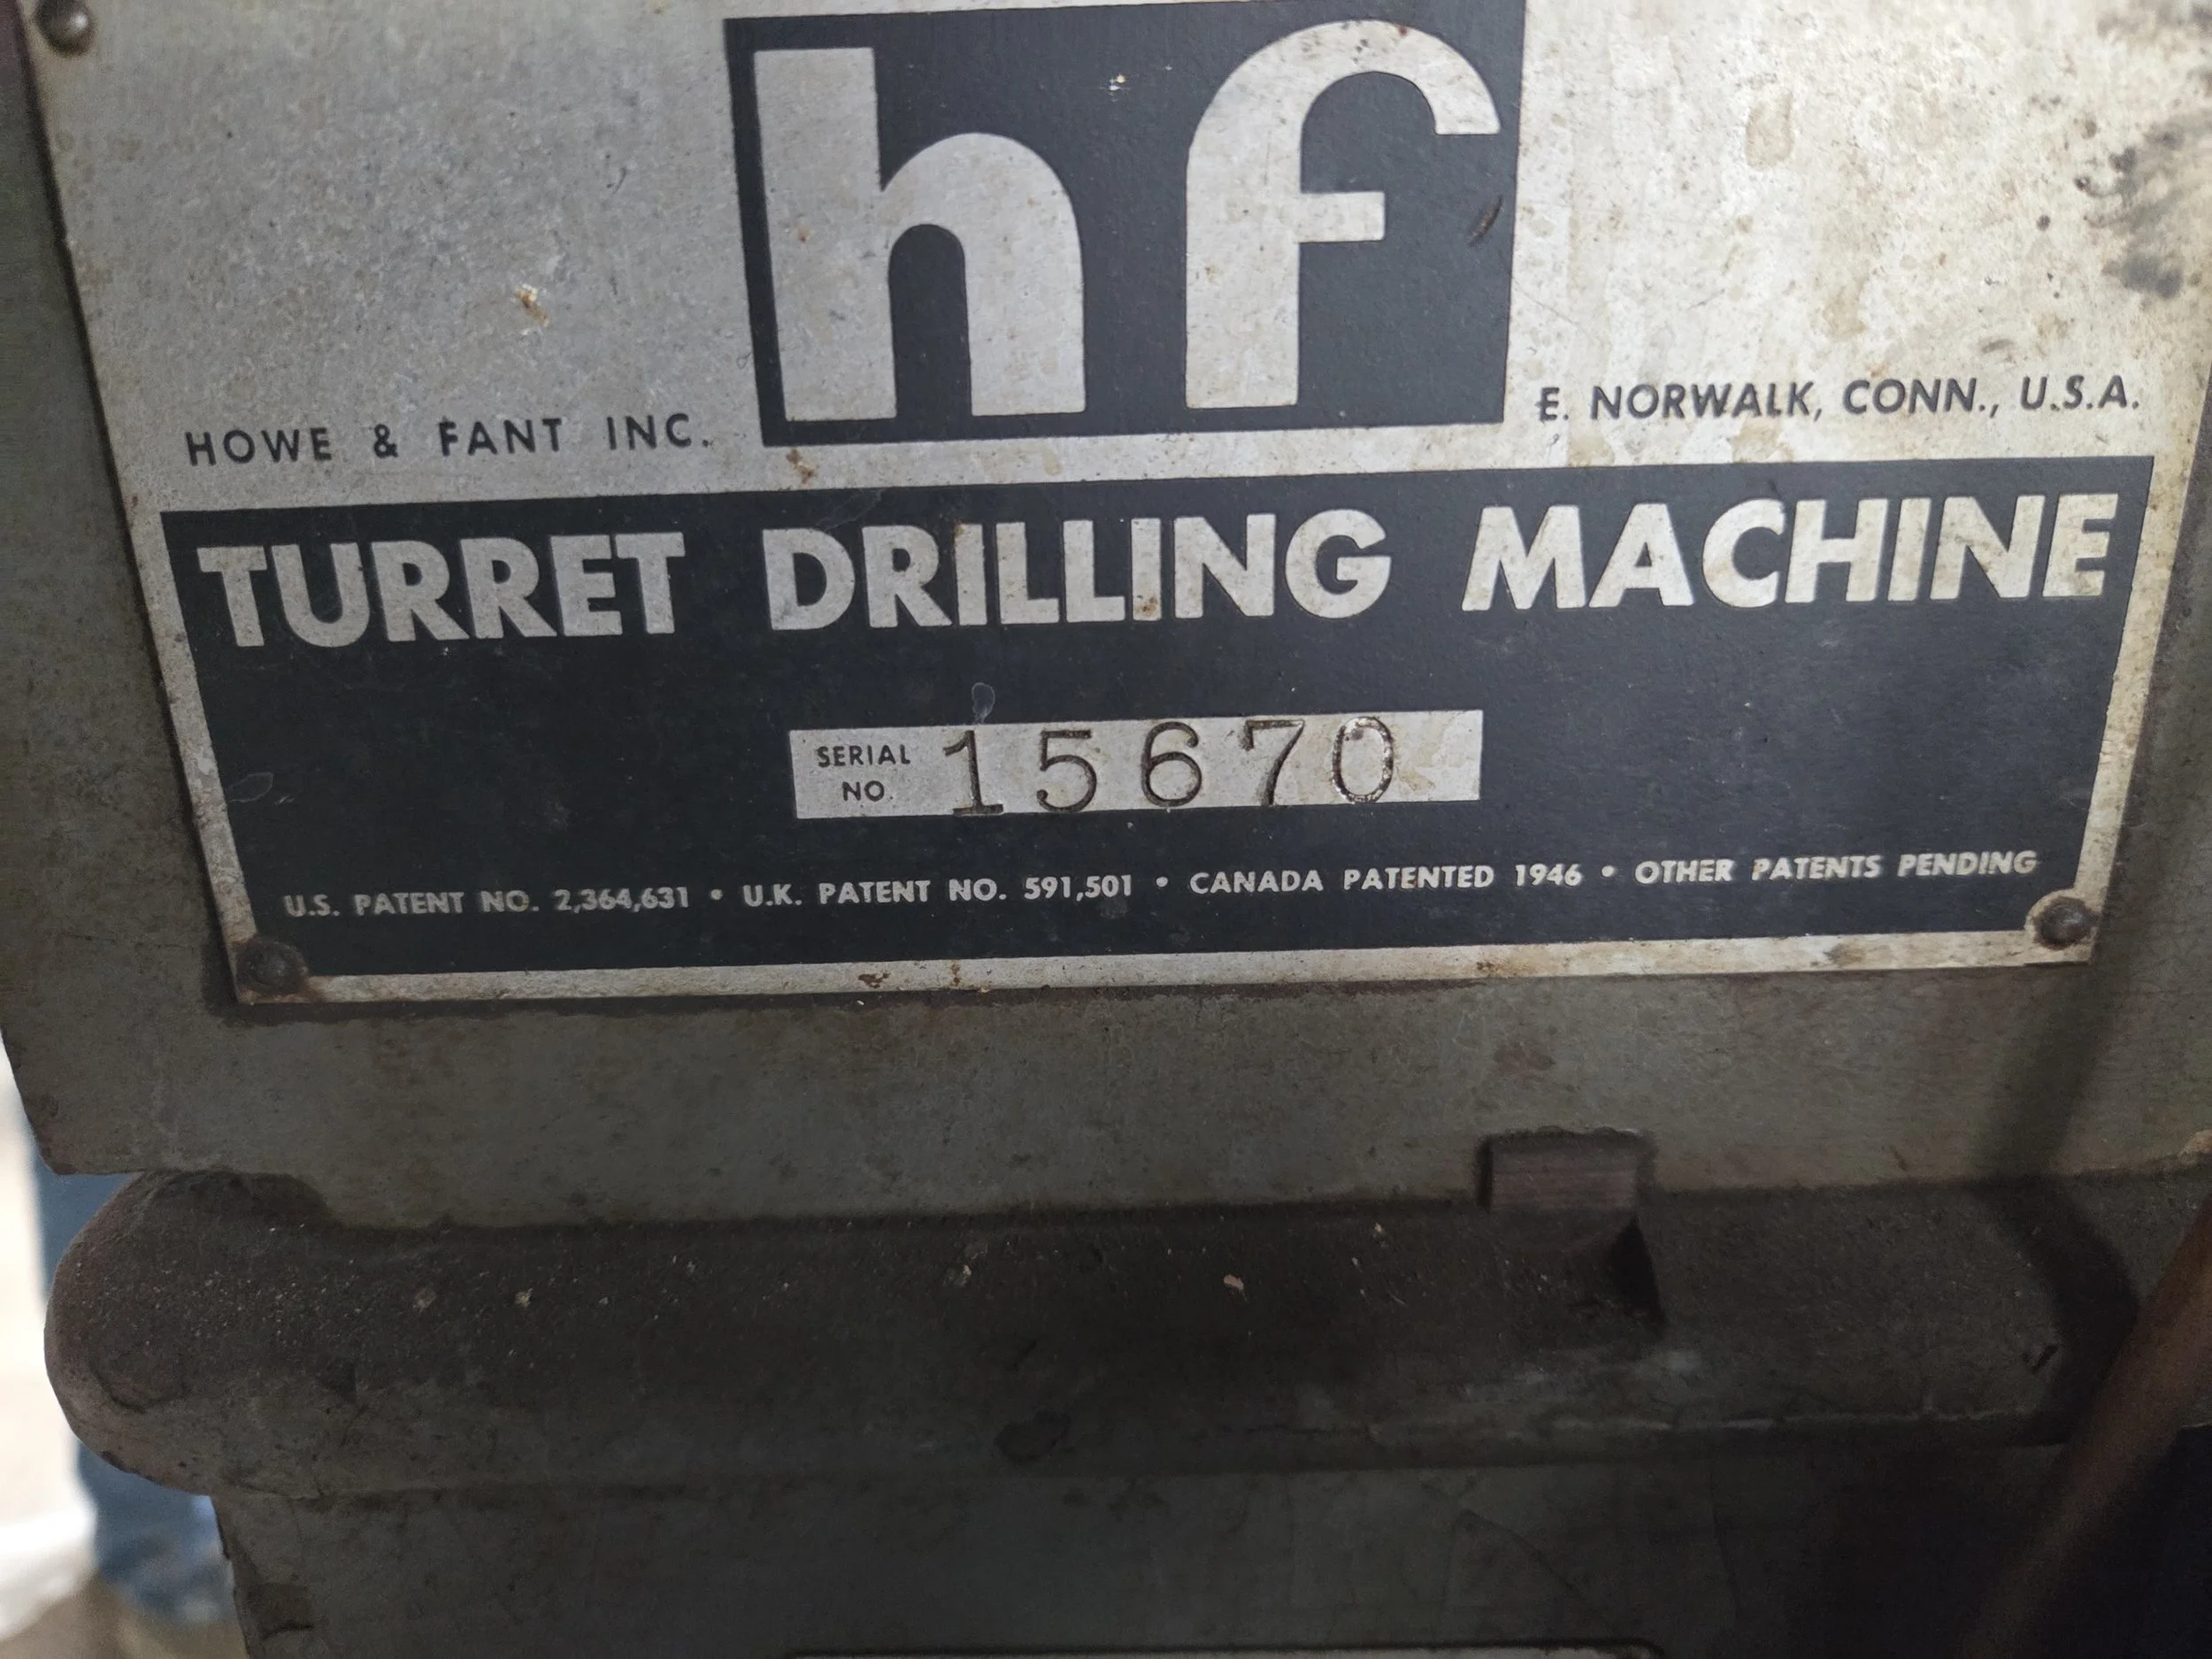 hf
HOWE & FANT INC.
E. NORWALK, CONN., U.S.A.
TURRET DRILLING MACHINE
SERIAL NO. 15670
U.S. PATENT NO. 2,364,631 • U.K. PATENT NO. 591,501 • CANADA PATENTED 1946 • OTHER PATENTS PENDING